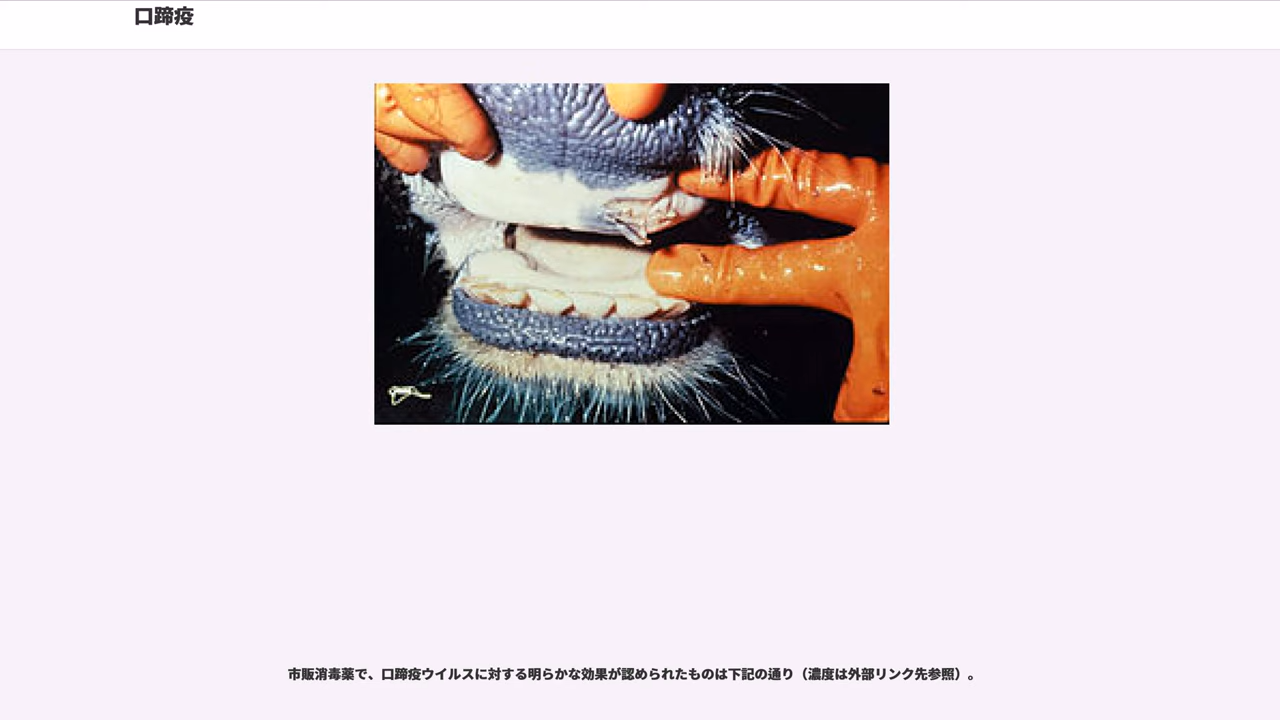 口蹄疫
市販消毒薬で、口蹄疫ウイルスに対する明らかな効果が認められたものは下記の通り（濃度は外部リンク先参照）。